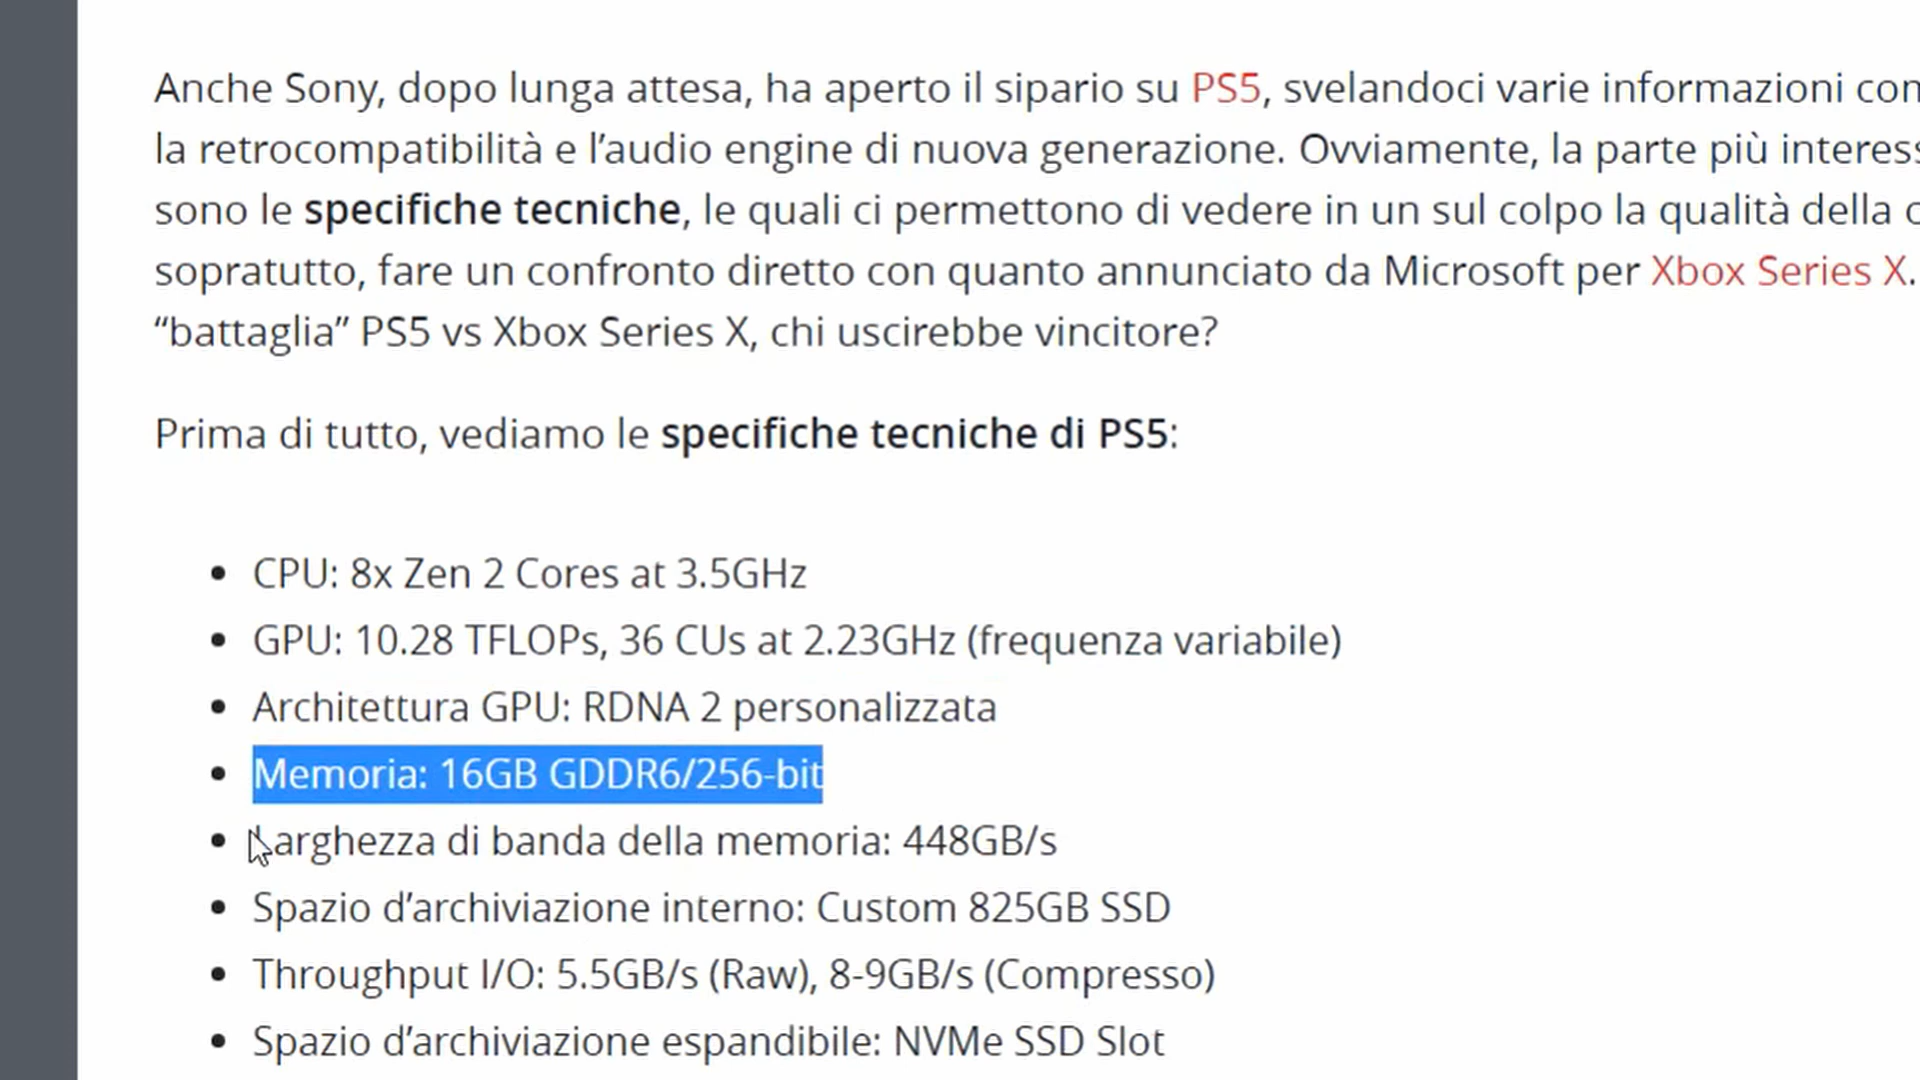 Anche Sony, dopo lunga attesa, ha aperto il sipario su PS5, svelandoci varie informazioni con
la retrocompatibilità e l’audio engine di nuova generazione. Ovviamente, la parte più interess
sono le specifiche tecniche, le quali ci permettono di vedere in un sul colpo la qualità della c
sopratutto, fare un confronto diretto con quanto annunciato da Microsoft per Xbox Series X.
“battaglia” PS5 vs Xbox Series X, chi uscirebbe vincitore?
Prima di tutto, vediamo le specifiche tecniche di PS5:
• CPU: 8x Zen 2 Cores at 3.5GHz
• GPU: 10.28 TFLOPs, 36 CUs at 2.23GHz (frequenza variabile)
• Architettura GPU: RDNA 2 personalizzata
• Memoria: 16GB GDDR6/256-bit
• Larghezza di banda della memoria: 448GB/s
• Spazio d’archiviazione interno: Custom 825GB SSD
• Throughput I/O: 5.5GB/s (Raw), 8-9GB/s (Compresso)
• Spazio d’archiviazione espandibile: NVMe SSD Slot